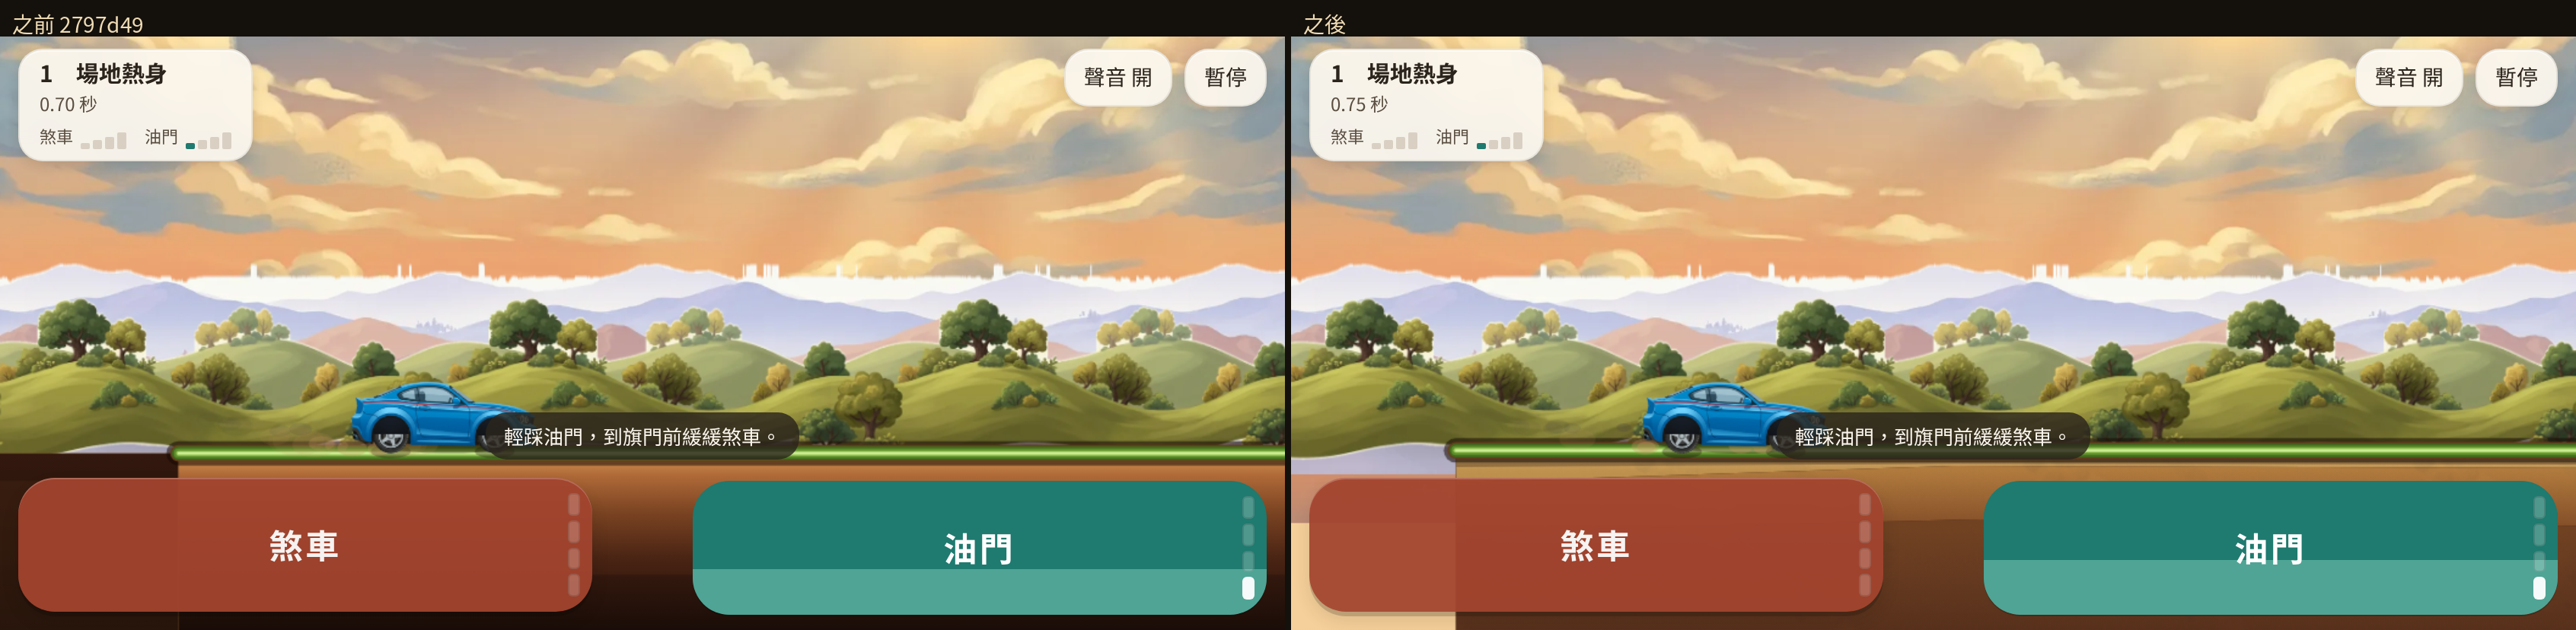 之前 2797d49
1 場地熱身
0.70 秒
煞車 油門
聲音 開
暫停
輕踩油門，到旗門前緩緩煞車。
煞車
油門
之後
1 場地熱身
0.75 秒
煞車 油門
聲音 開
暫停
輕踩油門，到旗門前緩緩煞車。
煞車
油門